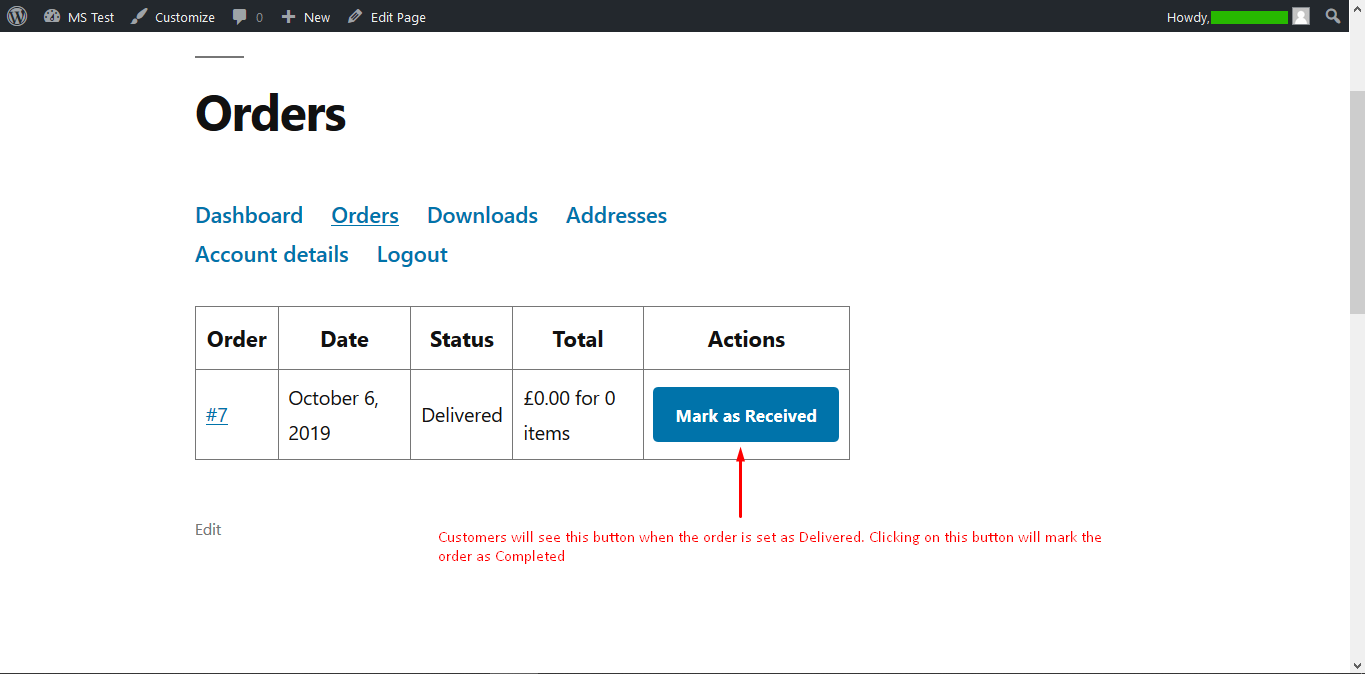 MS Test Customize 0 New Edit Page Howdy,
Orders
Dashboard Orders Downloads Addresses
Account details Logout
Order Date Status Total Actions
#7 October 6, 2019 Delivered £0.00 for 0 items Mark as Received
Edit
Customers will see this button when the order is set as Delivered. Clicking on this button will mark the
order as Completed